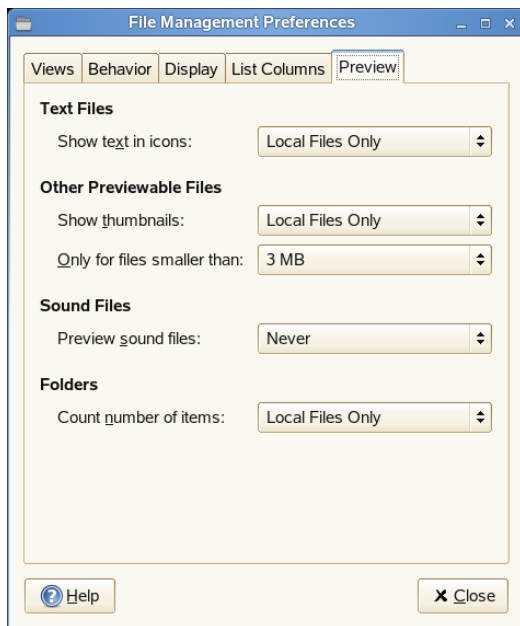 File Management Preferences
Views Behavior Display List Columns Preview
Text Files
Show text in icons: Local Files Only
Other Previewable Files
Show thumbnails: Local Files Only
Only for files smaller than: 3 MB
Sound Files
Preview sound files: Never
Folders
Count number of items: Local Files Only
Help Close